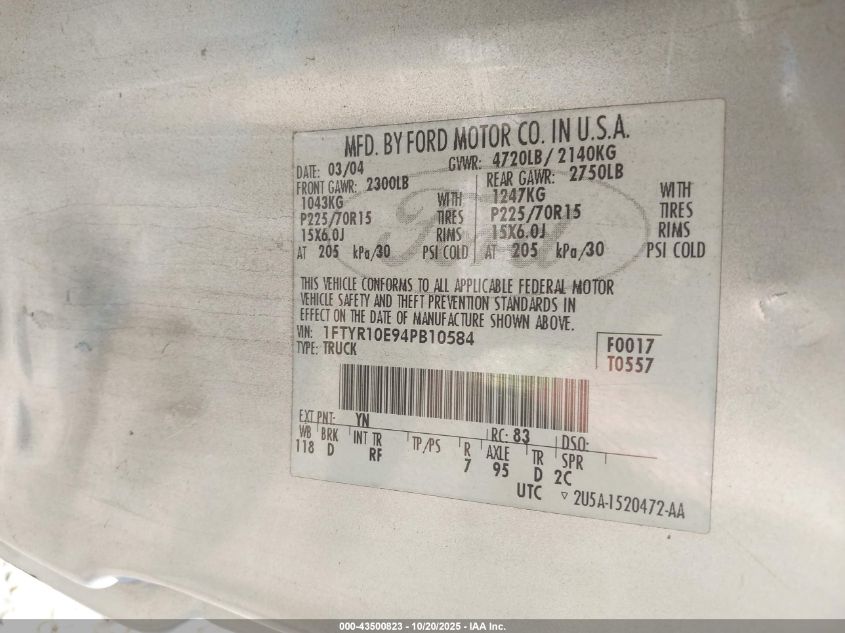 MFD. BY FORD MOTOR CO. IN U.S.A.
DATE: 03/04 GVWR: 4720LB/ 2140KG
FRONT GAWR: 2300LB REAR GAWR: 2750LB
1043KG WITH 1247KG WITH
P225/70R15 TIRES P225/70R15 TIRES
15X6.0J RIMS 15X6.0J RIMS
AT 205 kPa/30 PSI COLD AT 205 kPa/30 PSI COLD
THIS VEHICLE CONFORMS TO ALL APPLICABLE FEDERAL MOTOR
VEHICLE SAFETY AND THEFT PREVENTION STANDARDS IN
EFFECT ON THE DATE OF MANUFACTURE SHOWN ABOVE.
VIN: 1FTYR10E94PB10584
TYPE: TRUCK
F0017
T0557
EXT PNT: YN RC: 83 DSO:
WB BRK INT TR TP/PS R AXLE TR SPR
118 D RF 7 95 D 2C
UTC ▽ 2U5A-1520472-AA
Ford
000-43500823 - 10/20/2025 - IAA Inc.